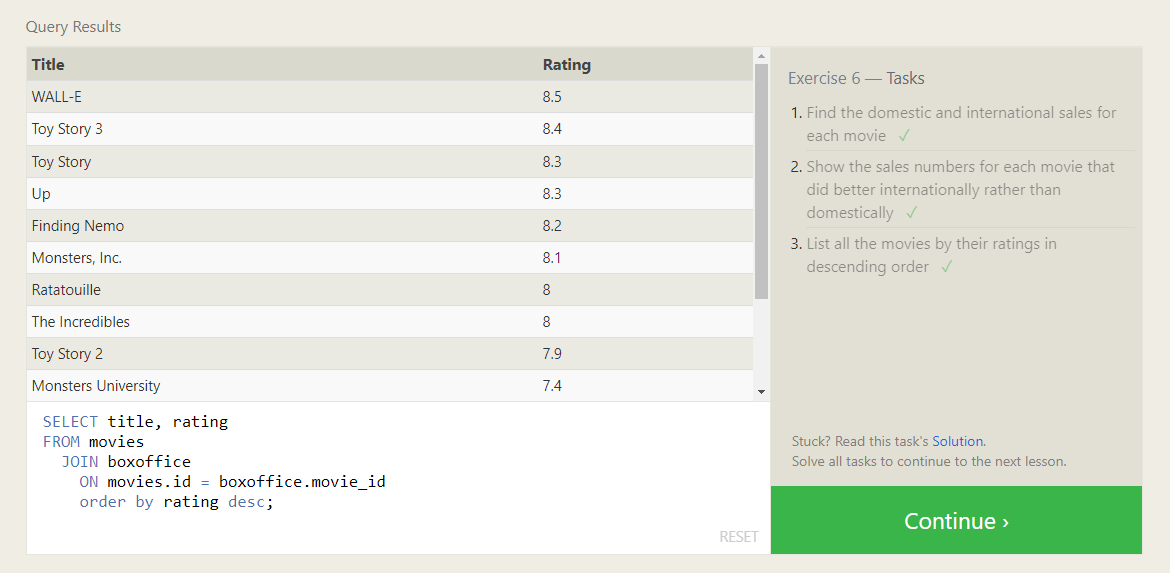 Query Results
Title Rating
WALL-E 8.5
Toy Story 3 8.4
Toy Story 8.3
Up 8.3
Finding Nemo 8.2
Monsters, Inc. 8.1
Ratatouille 8
The Incredibles 8
Toy Story 2 7.9
Monsters University 7.4
SELECT title, rating
FROM movies
JOIN boxoffice
ON movies.id = boxoffice.movie_id
order by rating desc;
RESET
Exercise 6 — Tasks
1. Find the domestic and international sales for
each movie ✓
2. Show the sales numbers for each movie that
did better internationally rather than
domestically ✓
3. List all the movies by their ratings in
descending order ✓
Stuck? Read this task's Solution.
Solve all tasks to continue to the next lesson.
Continue ›